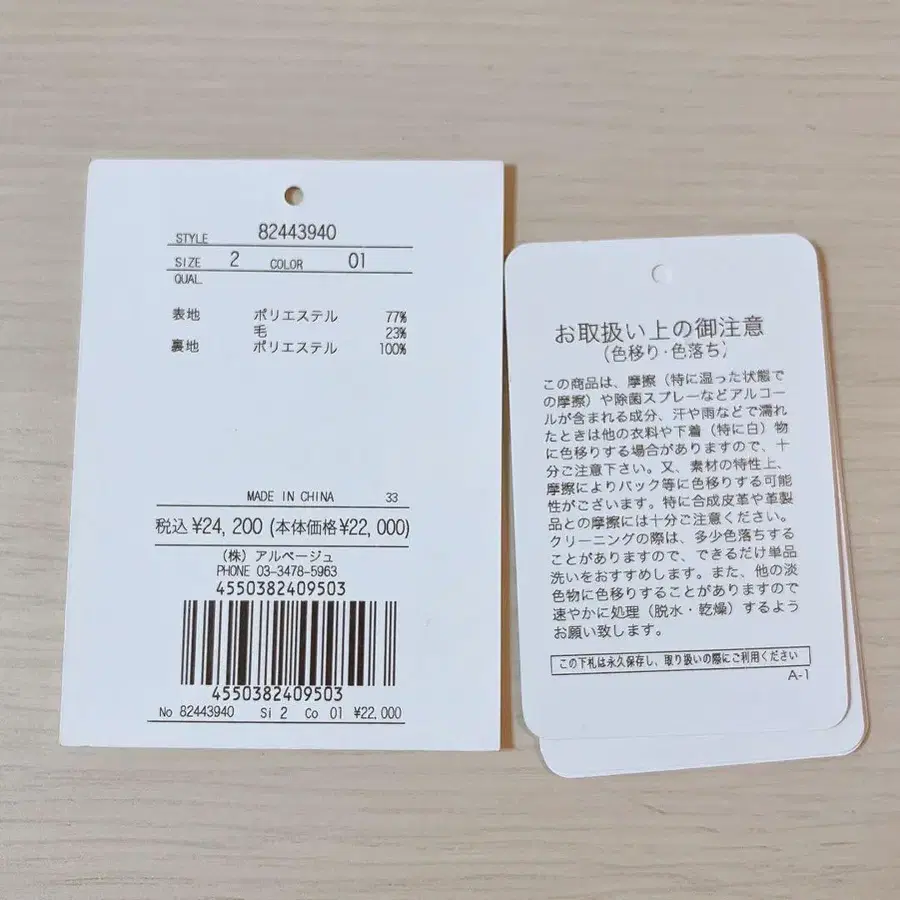 STYLE 82443940
SIZE 2 COLOR 01
QUAL.
表地 ポリエステル 77%
毛 23%
裏地 ポリエステル 100%
MADE IN CHINA 33
税込 ¥24, 200 (本体価格¥22, 000)
(株) アルページュ
PHONE 03-3478-5963
4550382409503
4550382409503
No 82443940 Si 2 Co 01 ¥22,000
お取扱い上の御注意
(色移り・色落ち)
この商品は、摩擦（特に湿った状態で
の摩擦）や除菌スプレーなどアルコー
ルが含まれる成分、汗や雨などで濡れ
たときは他の衣料や下着（特に白）物
に色移りする場合がありますので、十
分ご注意下さい。又、素材の特性上、
摩擦によりバック等に色移りする可能
性がございます。特に合成皮革や革製
品との摩擦には十分ご注意ください。
クリーニングの際は、多少色落ちする
ことがありますので、できるだけ単品
洗いをおすすめします。また、他の淡
色物に色移りすることがありますので
速やかに処理（脱水・乾燥）するよう
お願い致します。
この下札は永久保存し、取り扱いの際にご利用ください
A-1